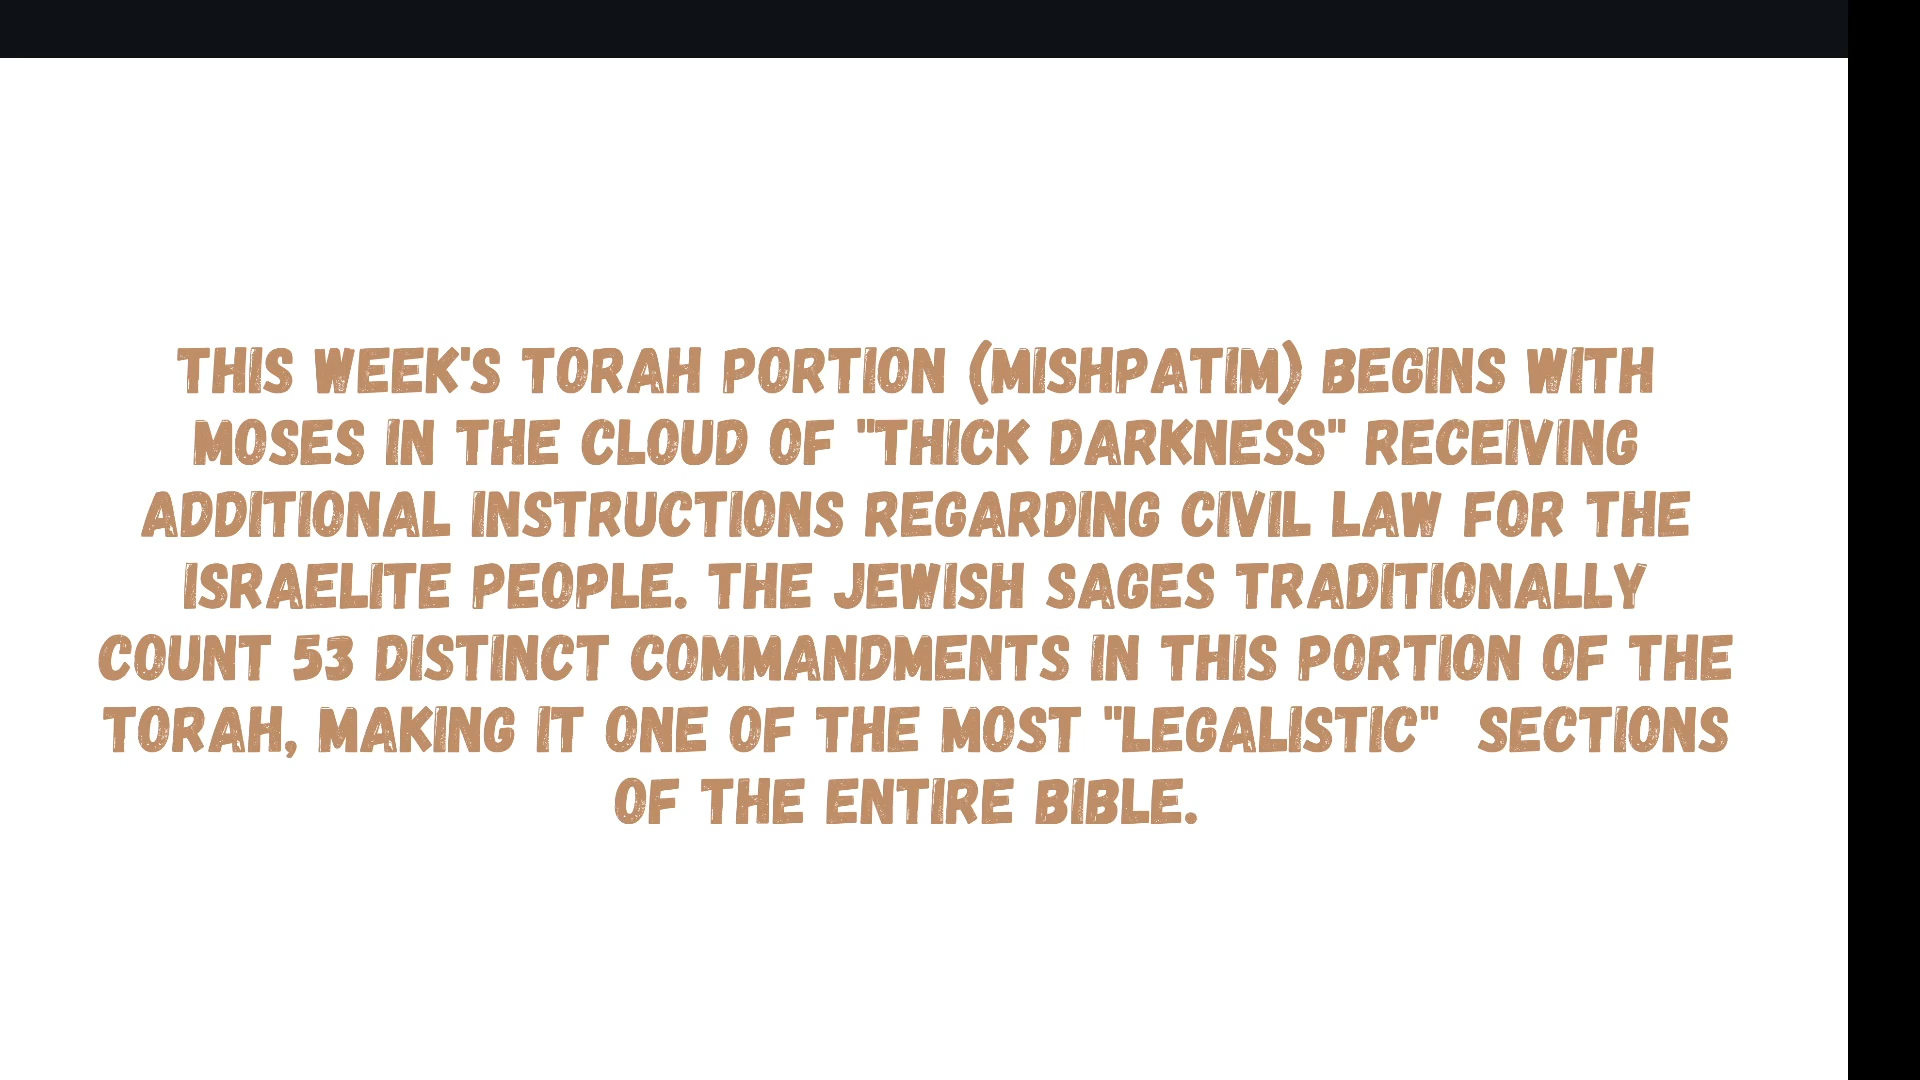 THIS WEEK'S TORAH PORTION (MISHPATIM) BEGINS WITH
MOSES IN THE CLOUD OF "THICK DARKNESS" RECEIVING
ADDITIONAL INSTRUCTIONS REGARDING CIVIL LAW FOR THE
ISRAELITE PEOPLE. THE JEWISH SAGES TRADITIONALLY
COUNT 53 DISTINCT COMMANDMENTS IN THIS PORTION OF THE
TORAH, MAKING IT ONE OF THE MOST "LEGALISTIC"  SECTIONS
OF THE ENTIRE BIBLE.